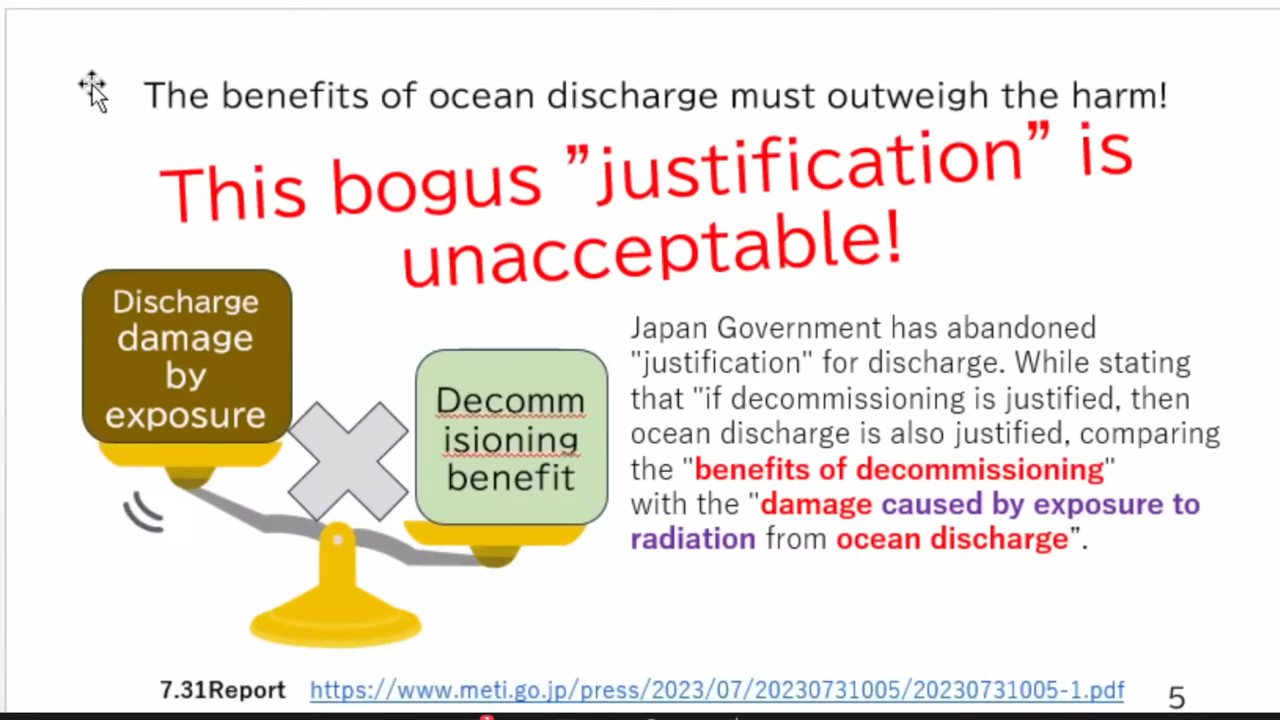 The benefits of ocean discharge must outweigh the harm!
This bogus ”justification” is
unacceptable!
Discharge
damage
by
exposure
Decomm
isioning
benefit
Japan Government has abandoned
"justification" for discharge. While stating
that "if decommissioning is justified, then
ocean discharge is also justified, comparing
the "benefits of decommissioning"
with the "damage caused by exposure to
radiation from ocean discharge”.
7.31Report https://www.meti.go.jp/press/2023/07/20230731005/20230731005-1.pdf
5